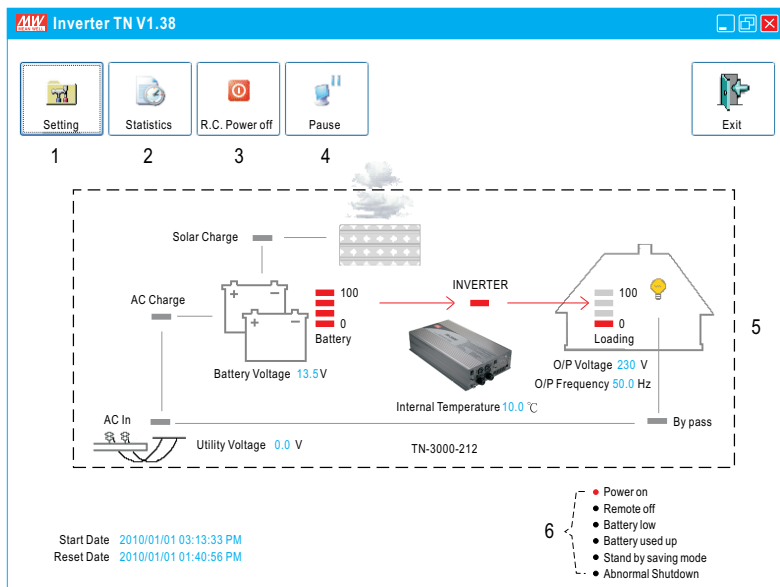 MW
MEAN WELL
Inverter TN V1.38
Setting
Statistics
R.C. Power off
Pause
Exit
1
2
3
4
Solar Charge
AC Charge
+ −
+ −
100
0
Battery
Battery Voltage 13.5V
INVERTER
100
0
Loading
5
O/P Voltage 230 V
O/P Frequency 50.0 Hz
Internal Temperature 10.0 ℃
AC In
By pass
Utility Voltage 0.0 V
TN-3000-212
6
Power on
Remote off
Battery low
Battery used up
Stand by saving mode
Abnormal Shutdown
Start Date 2010/01/01 03:13:33 PM
Reset Date 2010/01/01 01:40:56 PM